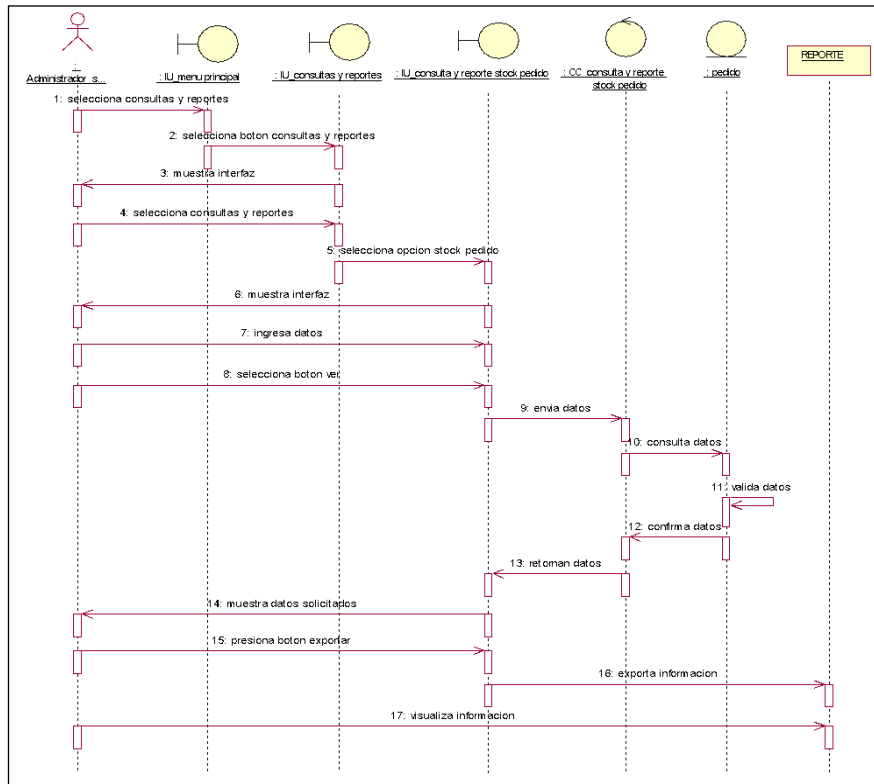 : Administrador_s...
: IU_menu principal
: IU_consultas y reportes
: IU_consulta y reporte stock pedido
: CC_consulta y reporte
stock pedido
: pedido
REPORTE
1: selecciona consultas y reportes
2: selecciona boton consultas y reportes
3: muestra interfaz
4: selecciona consultas y reportes
5: selecciona opcion stock pedido
6: muestra interfaz
7: ingresa datos
8: selecciona boton ver
9: envia datos
10: consulta datos
11: valida datos
12: confirma datos
13: retornan datos
14: muestra datos solicitados
15: presiona boton exportar
16: exporta informacion
17: visualiza informacion